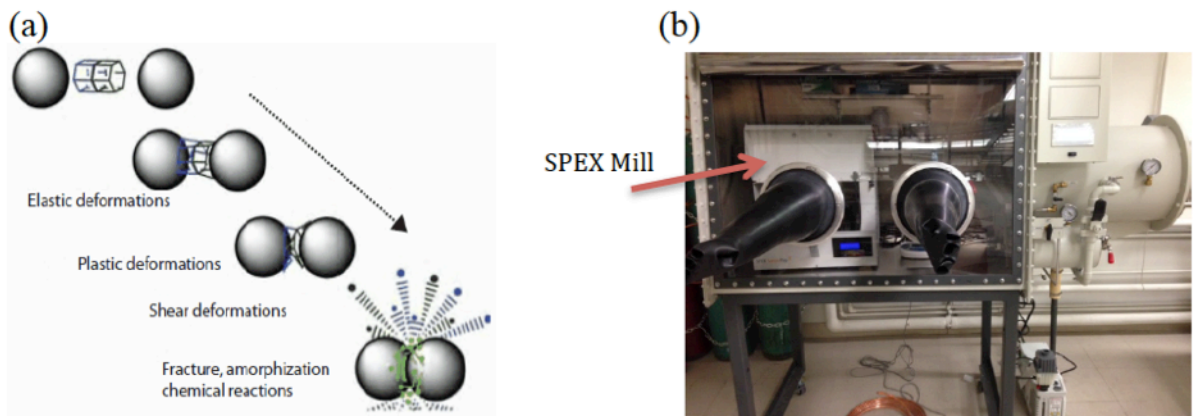 (a)
Elastic deformations
Plastic deformations
Shear deformations
Fracture, amorphization
chemical reactions
(b)
SPEX Mill